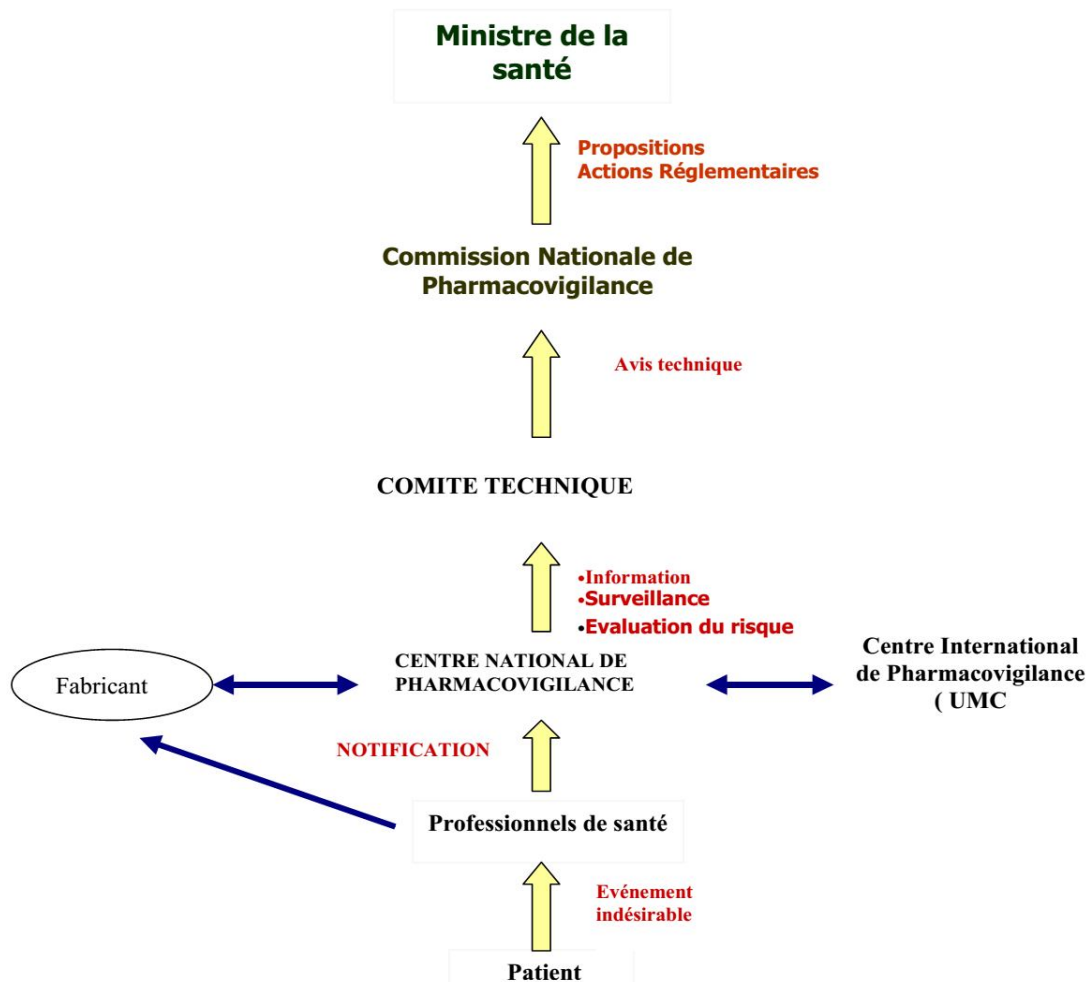 Ministre de la
santé
Propositions
Actions Réglementaires
Commission Nationale de
Pharmacovigilance
Avis technique
COMITE TECHNIQUE
•Information
•Surveillance
•Evaluation du risque
CENTRE NATIONAL DE
PHARMACOVIGILANCE
Fabricant
Centre International
de Pharmacovigilance
( UMC
NOTIFICATION
Professionnels de santé
Evénement
indésirable
Patient